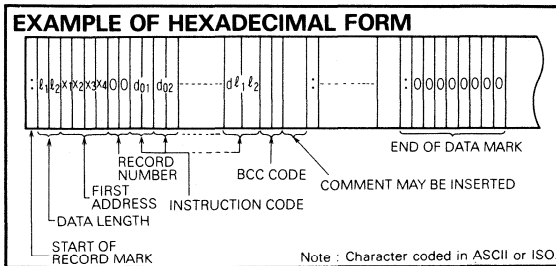 EXAMPLE OF HEXADECIMAL FORM
: ℓ₁ ℓ₂ x₁ x₂ x₃ x₄ 0 0 d₀₁ d₀₂ ------- dℓ₁ℓ₂ : ------- : 0 0 0 0 0 0 0 0
END OF DATA MARK
RECORD NUMBER
BCC CODE
COMMENT MAY BE INSERTED
FIRST ADDRESS
INSTRUCTION CODE
DATA LENGTH
START OF RECORD MARK
Note : Character coded in ASCII or ISO